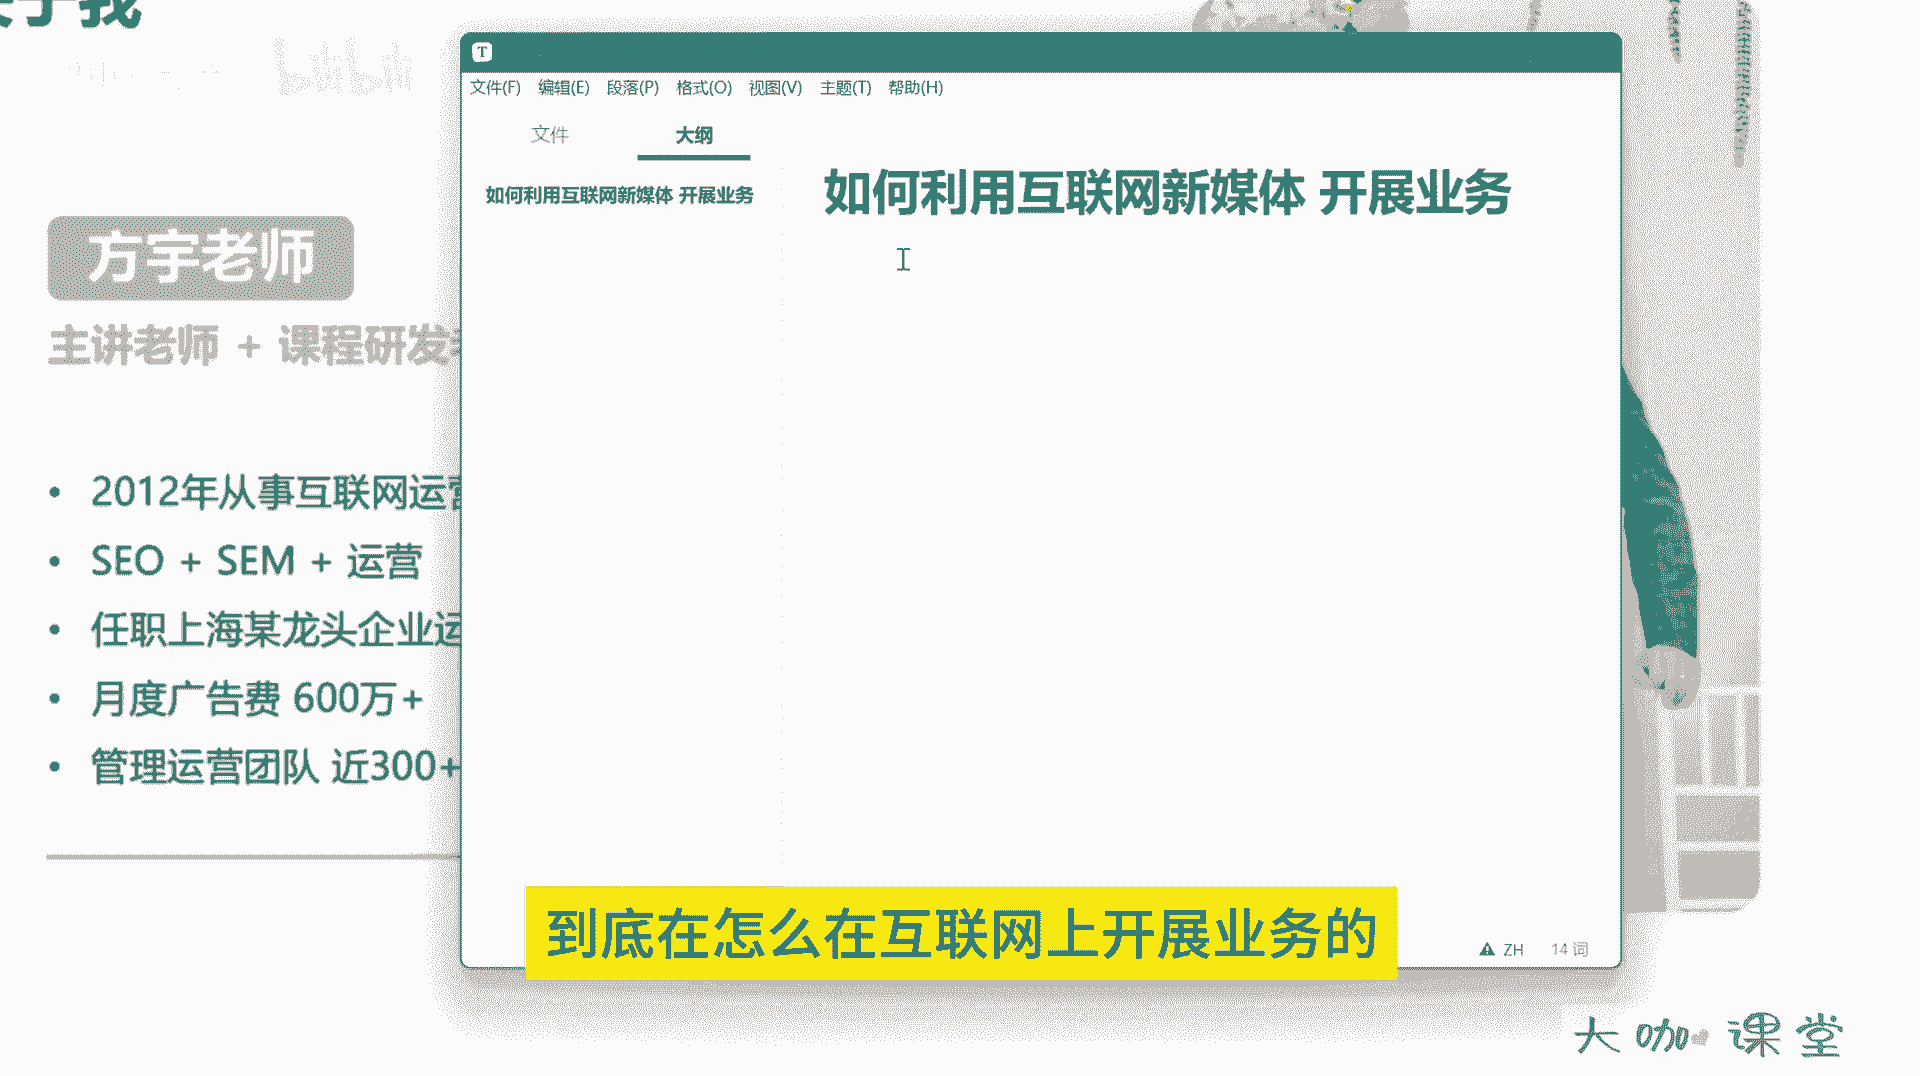 关于我
bilibili
方宇老师
主讲老师 + 课程研发
2012年从事互联网运营
SEO + SEM + 运营
任职上海某龙头企业运
月度广告费 600万+
管理运营团队 近300+
T
文件(F) 编辑(E) 段落(P) 格式(O) 视图(V) 主题(T) 帮助(H)
文件 大纲
如何利用互联网新媒体 开展业务
如何利用互联网新媒体 开展业务
到底在怎么在互联网上开展业务的
ZH 14 词
大咖课堂